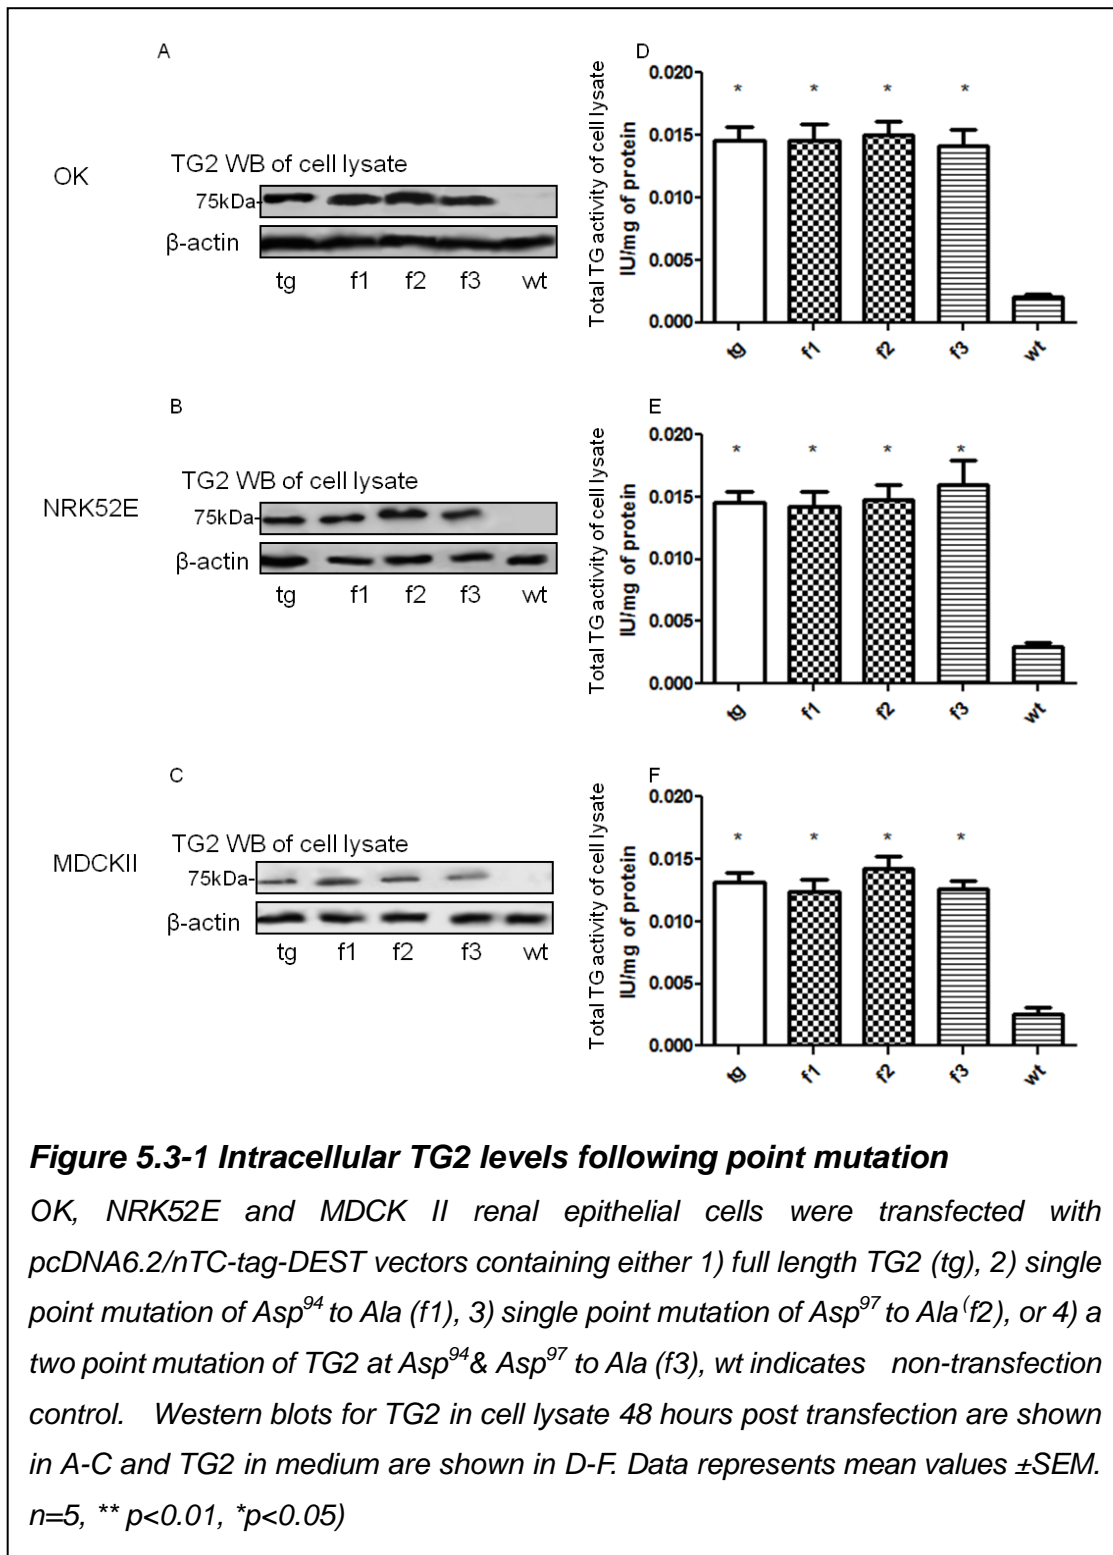 A
OK
TG2 WB of cell lysate
75kDa-
β-actin
tg f1 f2 f3 wt
D
Total TG activity of cell lysate
IU/mg of protein
0.020
0.015
0.010
0.005
0.000
* * * *
tg f1 f2 f3 wt
B
NRK52E
TG2 WB of cell lysate
75kDa-
β-actin
tg f1 f2 f3 wt
E
Total TG activity of cell lysate
IU/mg of protein
0.020
0.015
0.010
0.005
0.000
* * * *
tg f1 f2 f3 wt
C
MDCKII
TG2 WB of cell lysate
75kDa-
β-actin
tg f1 f2 f3 wt
F
Total TG activity of cell lysate
IU/mg of protein
0.020
0.015
0.010
0.005
0.000
* * * *
tg f1 f2 f3 wt
Figure 5.3-1 Intracellular TG2 levels following point mutation
OK, NRK52E and MDCK II renal epithelial cells were transfected with
pcDNA6.2/nTC-tag-DEST vectors containing either 1) full length TG2 (tg), 2) single
point mutation of Asp⁹⁴ to Ala (f1), 3) single point mutation of Asp⁹⁷ to Ala⁽f2), or 4) a
two point mutation of TG2 at Asp⁹⁴& Asp⁹⁷ to Ala (f3), wt indicates non-transfection
control. Western blots for TG2 in cell lysate 48 hours post transfection are shown
in A-C and TG2 in medium are shown in D-F. Data represents mean values ±SEM.
n=5, ** p<0.01, *p<0.05)